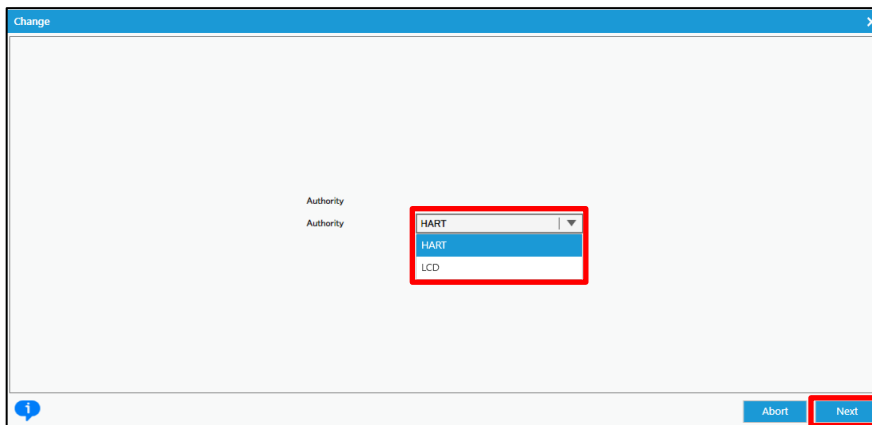 Change
Authority
Authority HART
HART
LCD
Abort Next